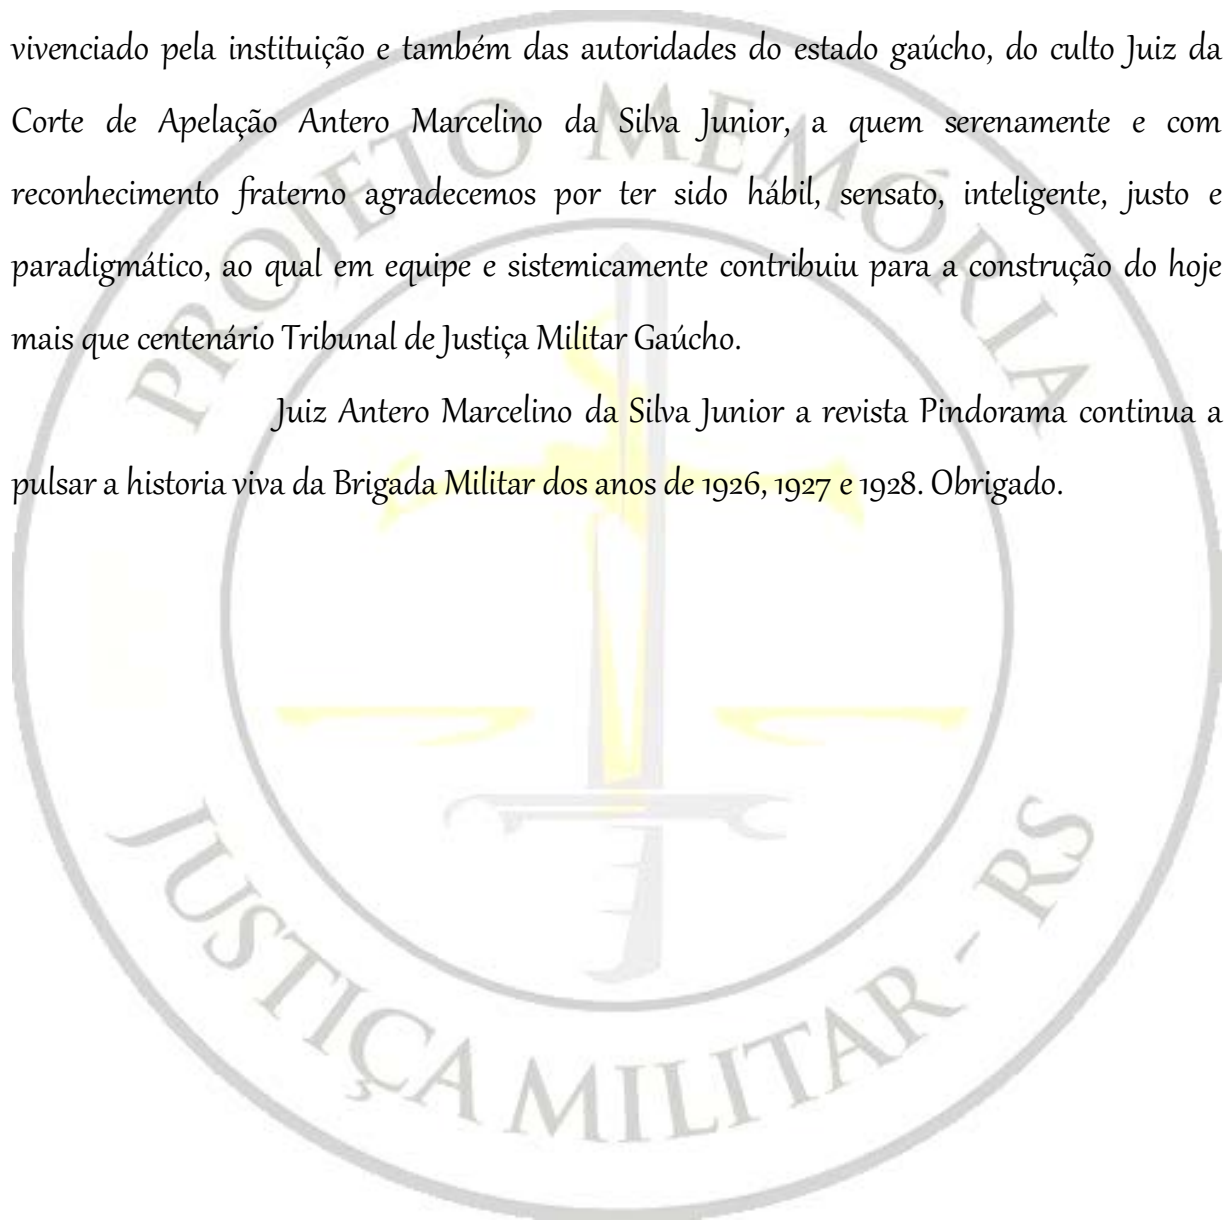 vivenciado pela instituição e também das autoridades do estado gaúcho, do culto Juiz da
Corte de Apelação Antero Marcelino da Silva Junior, a quem serenamente e com
reconhecimento fraterno agradecemos por ter sido hábil, sensato, inteligente, justo e
paradigmático, ao qual em equipe e sistemicamente contribuiu para a construção do hoje
mais que centenário Tribunal de Justiça Militar Gaúcho.
Juiz Antero Marcelino da Silva Junior a revista Pindorama continua a
pulsar a historia viva da Brigada Militar dos anos de 1926, 1927 e 1928. Obrigado.
PROJETO MEMÓRIA
JUSTIÇA MILITAR - RS